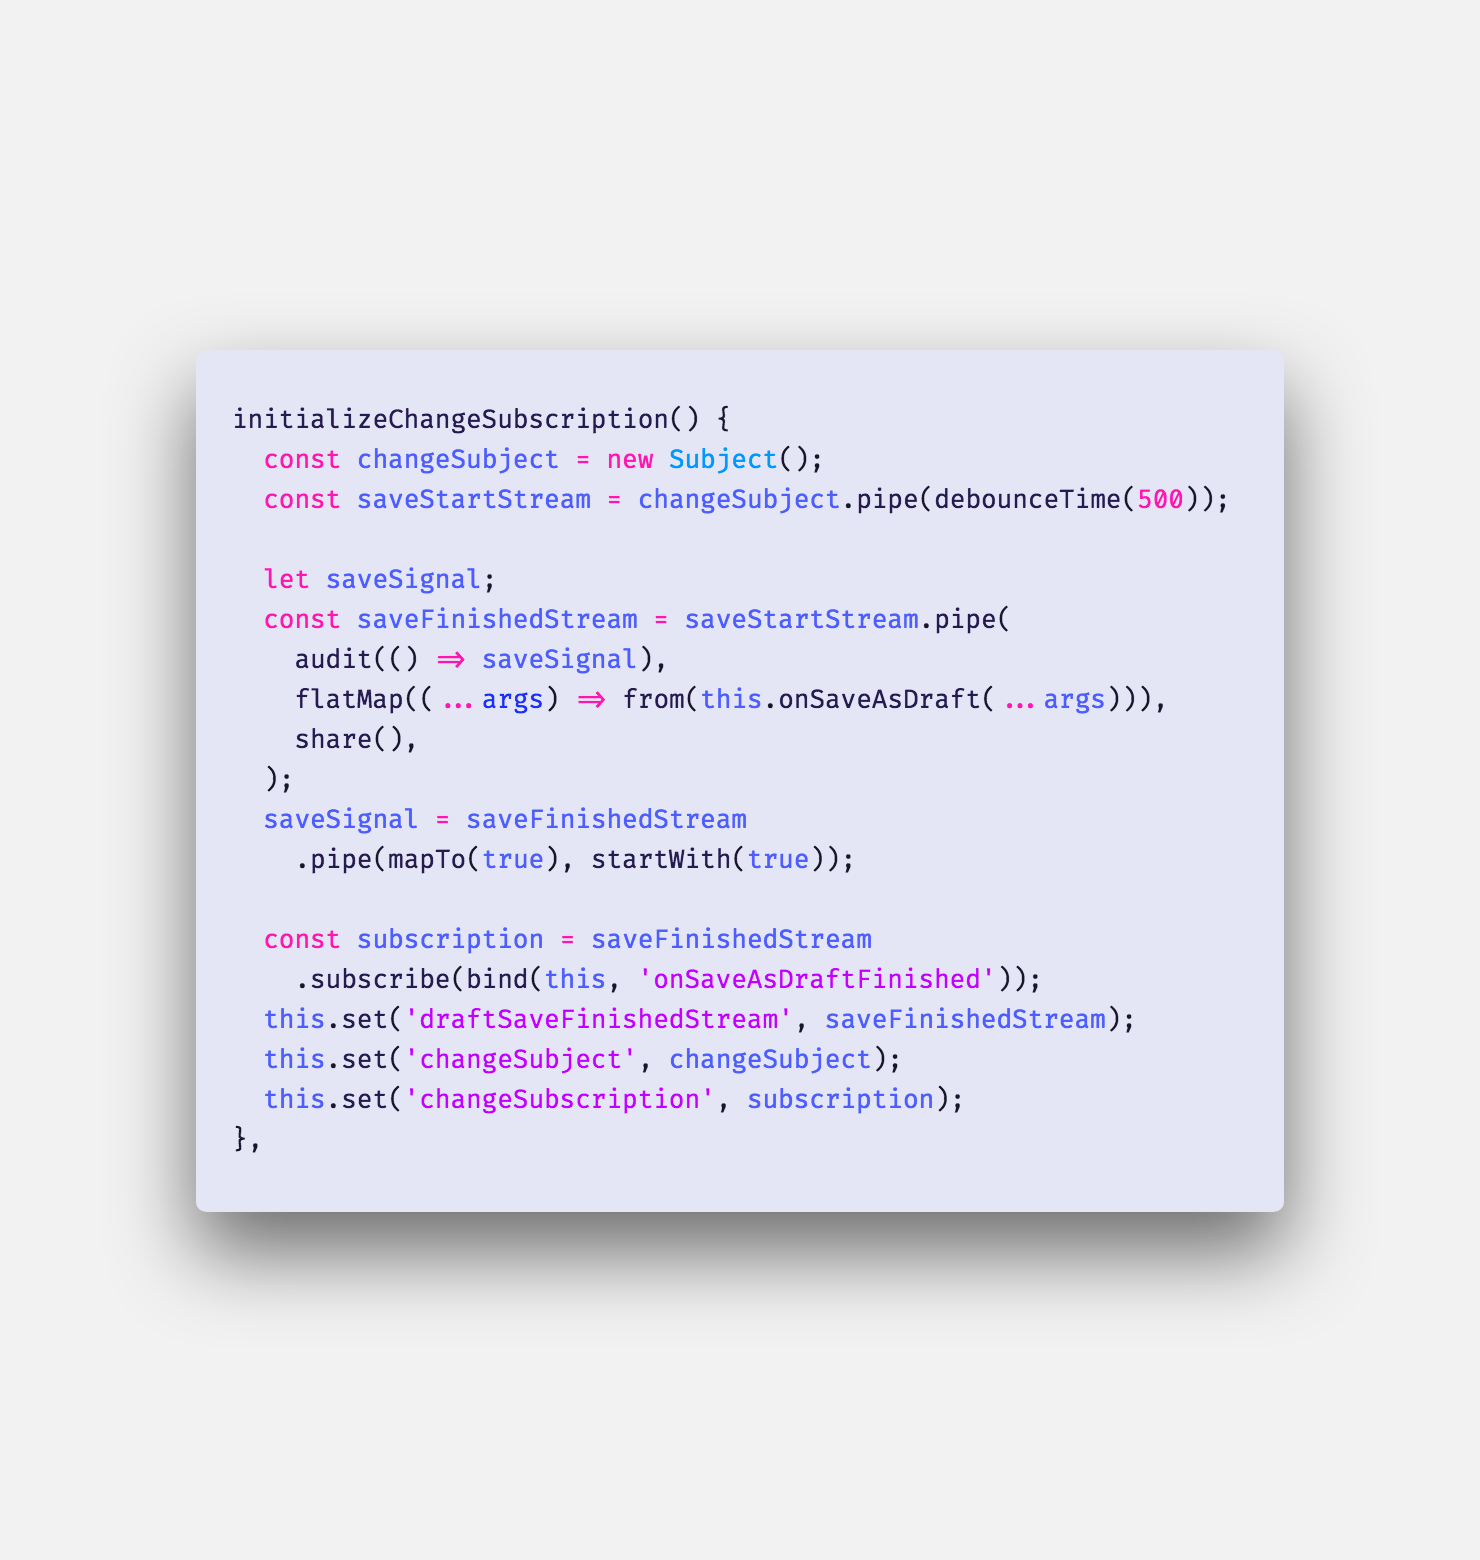 initializeChangeSubscription() {
  const changeSubject = new Subject();
  const saveStartStream = changeSubject.pipe(debounceTime(500));

  let saveSignal;
  const saveFinishedStream = saveStartStream.pipe(
    audit(() => saveSignal),
    flatMap((...args) => from(this.onSaveAsDraft(...args))),
    share(),
  );
  saveSignal = saveFinishedStream
    .pipe(mapTo(true), startWith(true));

  const subscription = saveFinishedStream
    .subscribe(bind(this, 'onSaveAsDraftFinished'));
  this.set('draftSaveFinishedStream', saveFinishedStream);
  this.set('changeSubject', changeSubject);
  this.set('changeSubscription', subscription);
},